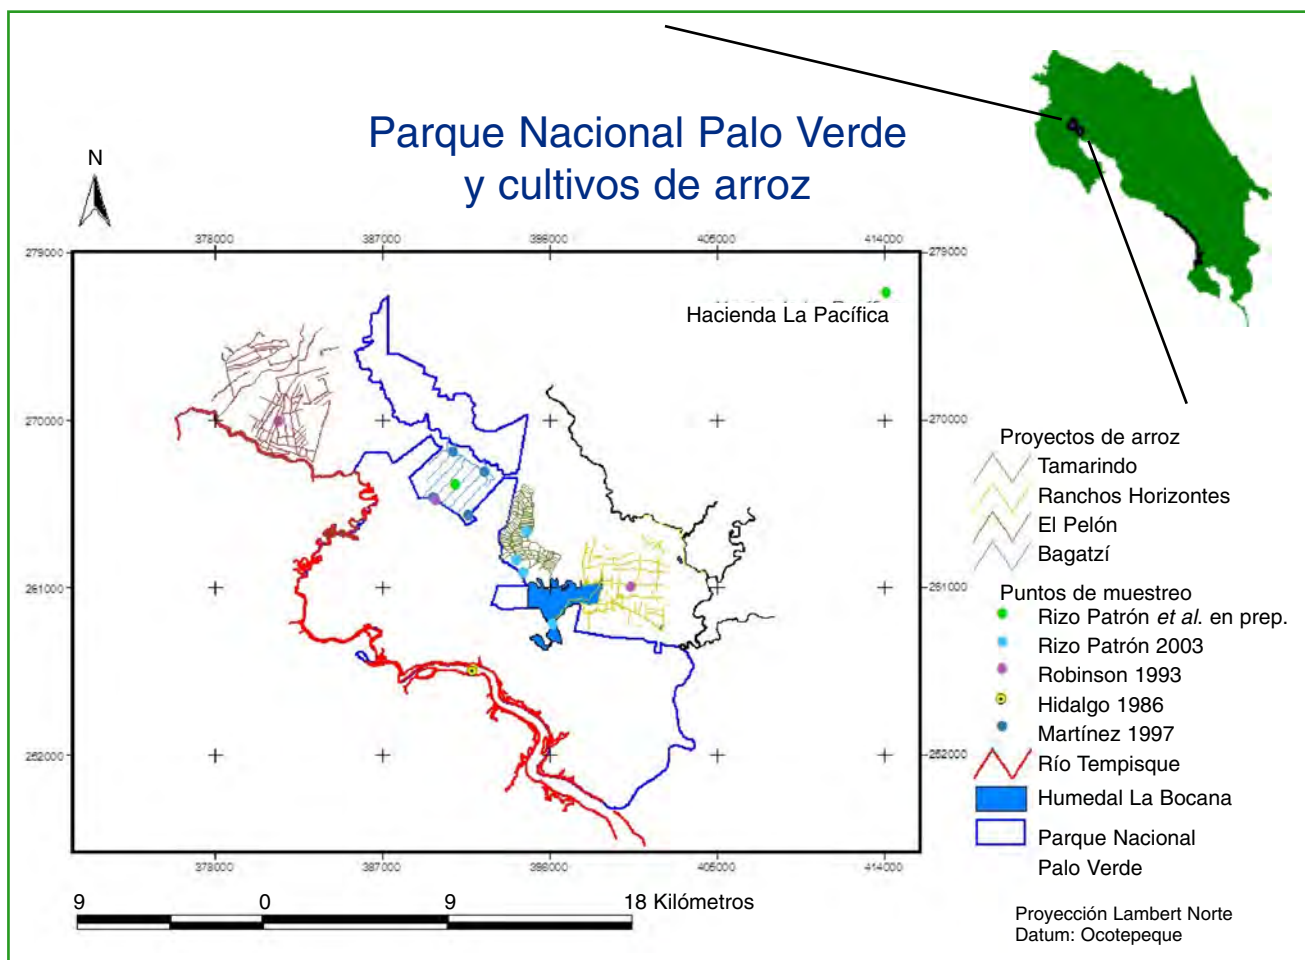 Parque Nacional Palo Verde
y cultivos de arroz
N
378000 387000 396000 405000 414000
279000 279000
Hacienda La Pacífica
270000 270000
261000 261000
252000 252000
378000 387000 396000 405000 414000
9 0 9 18 Kilómetros
Proyectos de arroz
Tamarindo
Ranchos Horizontes
El Pelón
Bagatzí
Puntos de muestreo
Rizo Patrón et al. en prep.
Rizo Patrón 2003
Robinson 1993
Hidalgo 1986
Martínez 1997
Río Tempisque
Humedal La Bocana
Parque Nacional
Palo Verde
Proyección Lambert Norte
Datum: Ocotepeque